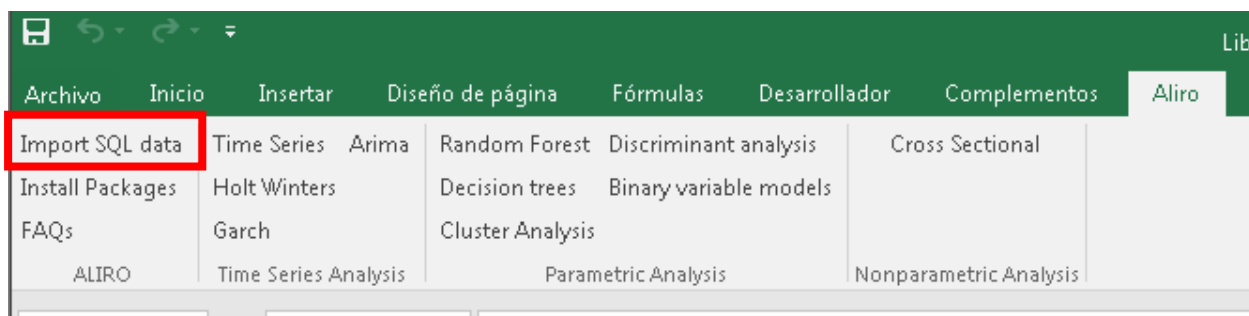 Lib
Archivo Inicio Insertar Diseño de página Fórmulas Desarrollador Complementos Aliro
Import SQL data Time Series Arima Random Forest Discriminant analysis Cross Sectional
Install Packages Holt Winters Decision trees Binary variable models
FAQs Garch Cluster Analysis
ALIRO Time Series Analysis Parametric Analysis Nonparametric Analysis